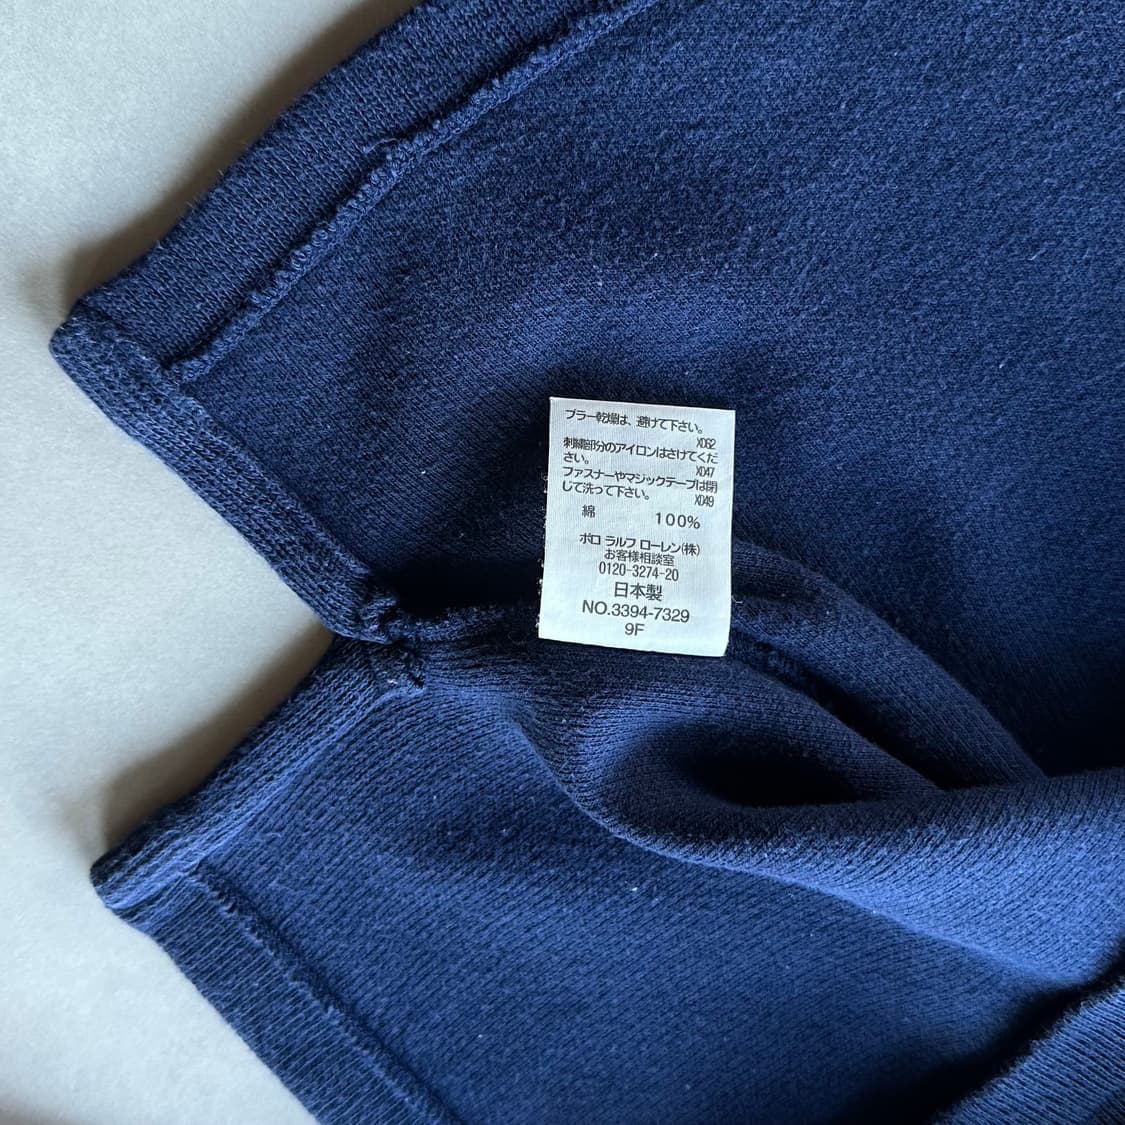 ブラー乾燥は、避けて下さい。
X062
刺繍部分のアイロンはさけてくだ
さい。
X047
ファスナーやマジックテープは閉
じて洗って下さい。
X049
綿 100%
ポロ ラルフ ローレン(株)
お客様相談室
0120-3274-20
日本製
NO.3394-7329
9F